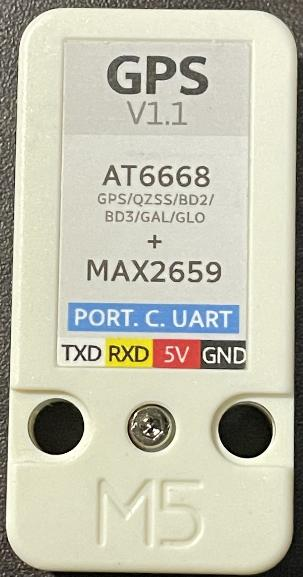 GPS
V1.1
AT6668
GPS/QZSS/BD2/
BD3/GAL/GLO
+
MAX2659
PORT. C. UART
TXD RXD 5V GND
M5